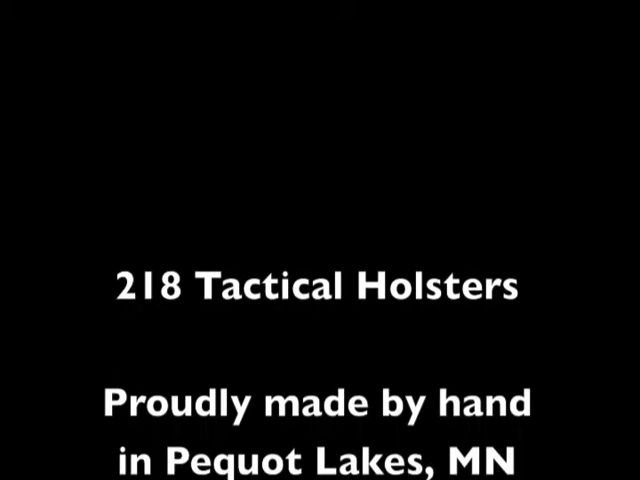 218 Tactical Holsters
Proudly made by hand
in Pequot Lakes, MN